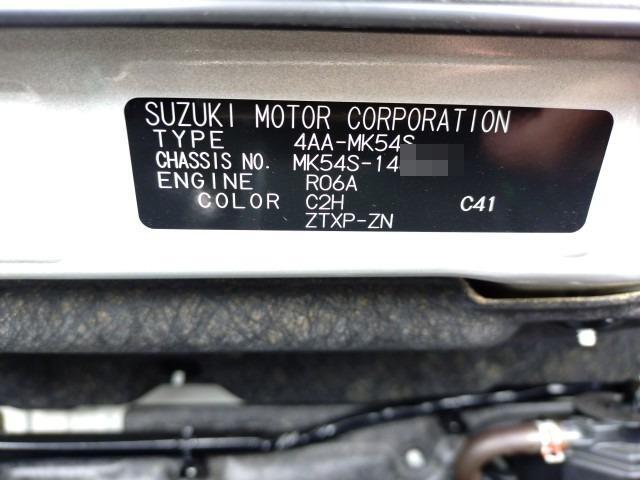 SUZUKI MOTOR CORPORATION
TYPE 4AA-MK54S
CHASSIS NO. MK54S-14
ENGINE R06A
COLOR C2H C41
ZTXP-ZN